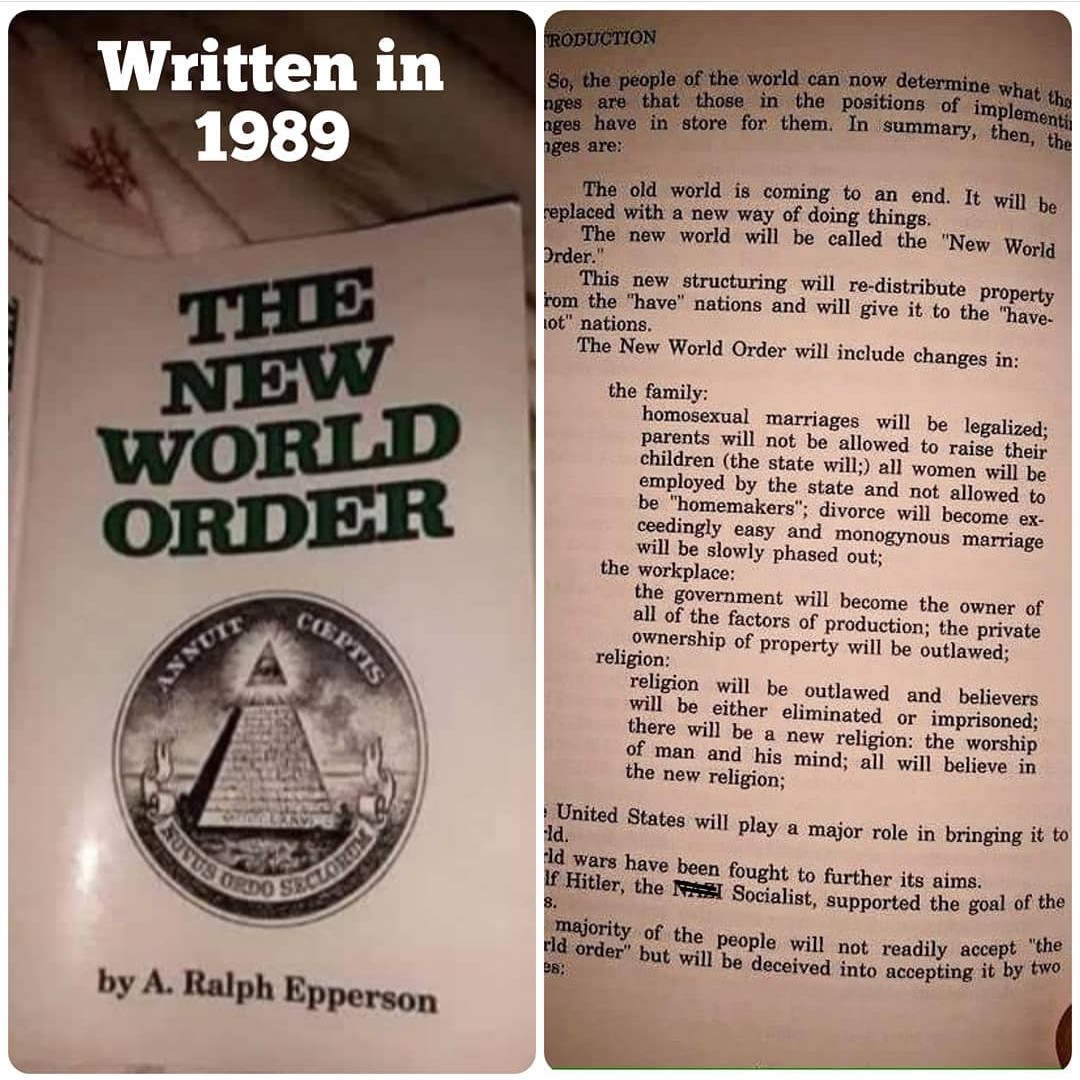 Written in
1989
THE
NEW
WORLD
ORDER
ANNUIT CŒPTIS
NOVUS ORDO SECLORUM
by A. Ralph Epperson
RODUCTION
So, the people of the world can now determine what
nges are that those in the positions of
nges have in store for them. In summary, then, the
nges are:
The old world is coming to an end. It will be
replaced with a new way of doing things.
The new world will be called the "New World
Order."
This new structuring will re-distribute property
from the "have" nations and will give it to the "have-
not" nations.
The New World Order will include changes in:
the family:
homosexual marriages will be legalized;
parents will not be allowed to raise their
children (the state will;) all women will be
employed by the state and not allowed to
be "homemakers"; divorce will become ex-
ceedingly easy and monogynous marriage
will be slowly phased out;
the workplace:
the government will become the owner of
all of the factors of production; the private
ownership of property will be outlawed;
religion:
religion will be outlawed and believers
will be either eliminated or imprisoned;
there will be a new religion: the worship
of man and his mind; all will believe in
the new religion;
United States will play a major role in bringing it to
rld.
rld wars have been fought to further its aims.
lf Hitler, the Socialist, supported the goal of the
s.
majority of the people will not readily accept "the
rld order" but will be deceived into accepting it by two
es: